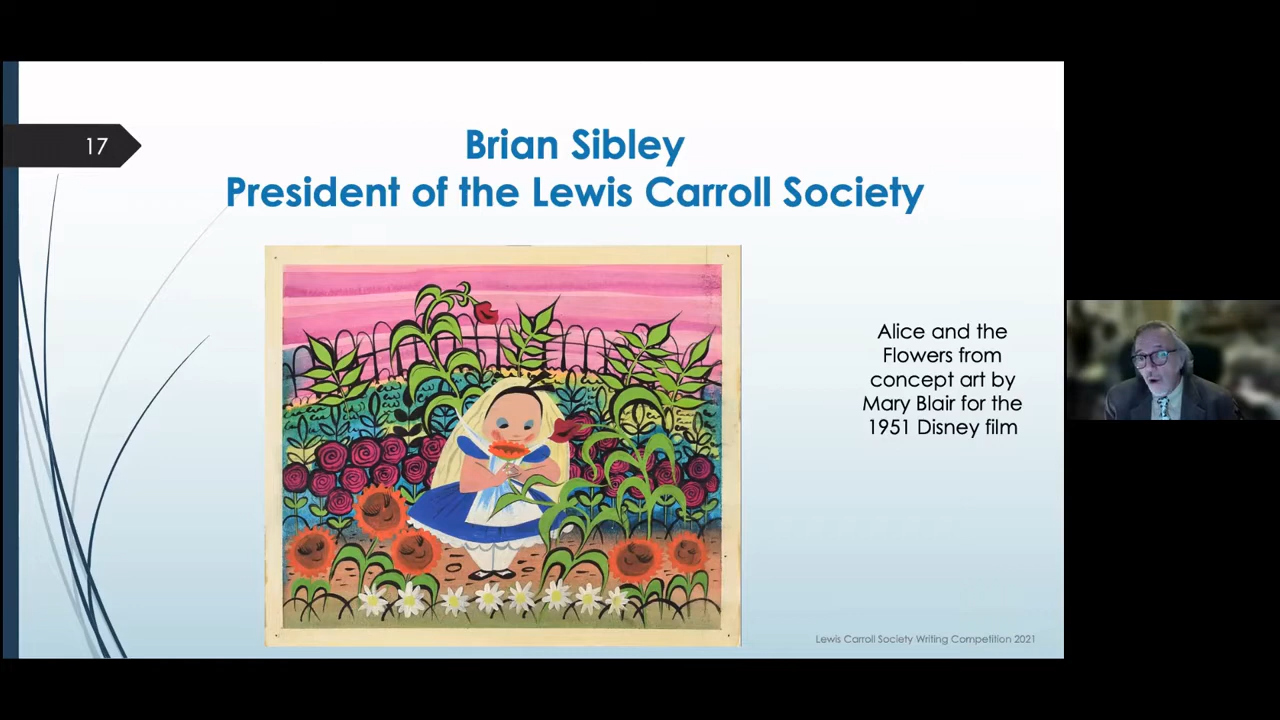 17
Brian Sibley
President of the Lewis Carroll Society
Alice and the
Flowers from
concept art by
Mary Blair for the
1951 Disney film
Lewis Carroll Society Writing Competition 2021